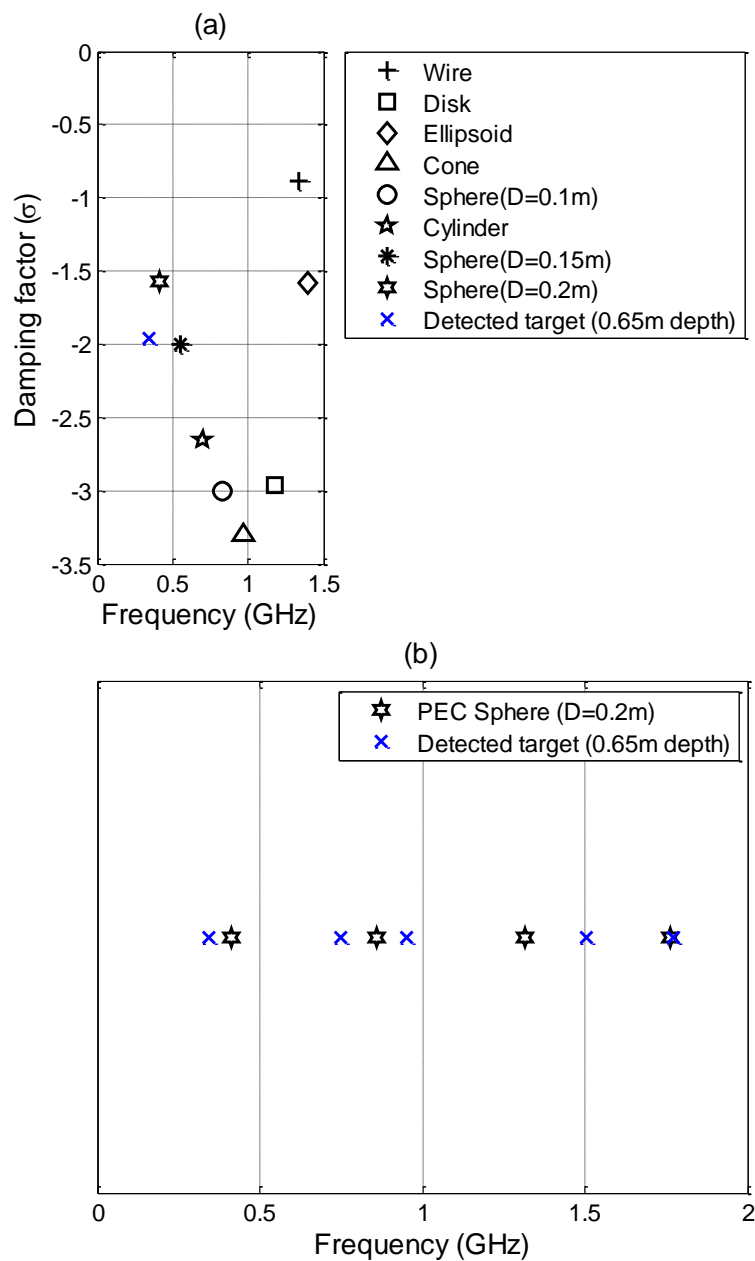 (a)
0
-0.5
-1
-1.5
-2
-2.5
-3
-3.5
Damping factor (σ)
0 0.5 1 1.5
Frequency (GHz)
Wire
Disk
Ellipsoid
Cone
Sphere(D=0.1m)
Cylinder
Sphere(D=0.15m)
Sphere(D=0.2m)
Detected target (0.65m depth)
(b)
PEC Sphere (D=0.2m)
Detected target (0.65m depth)
0 0.5 1 1.5 2
Frequency (GHz)